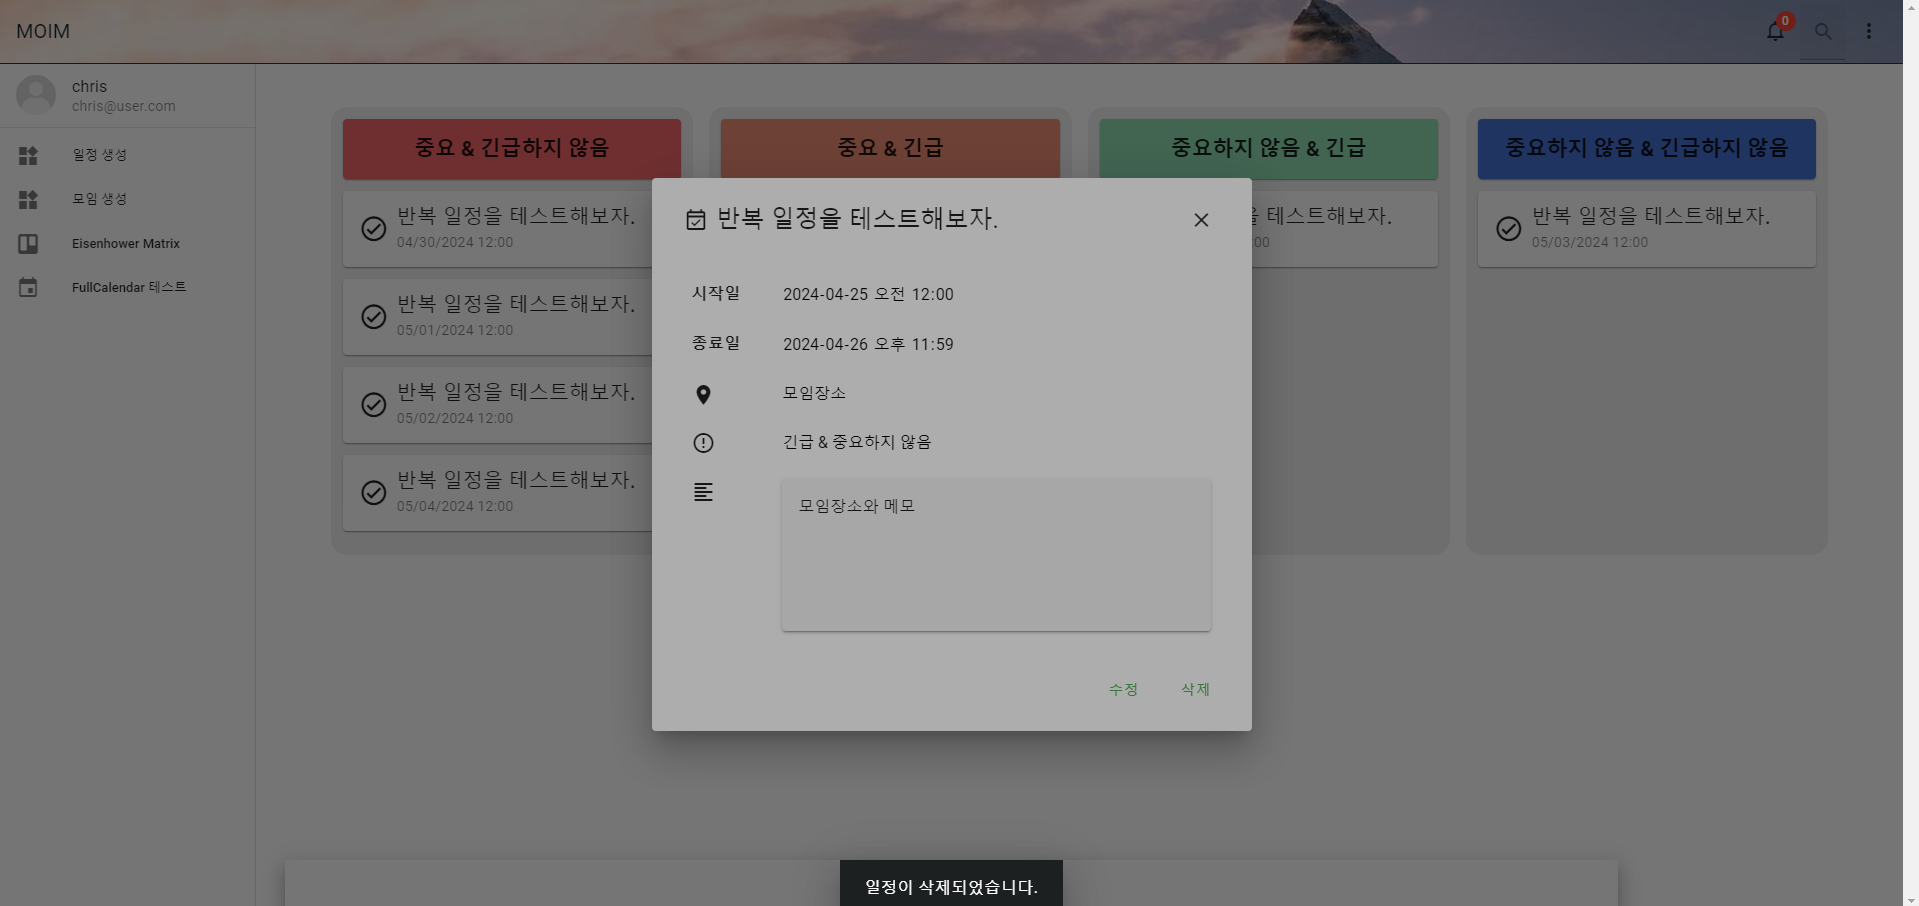 MOIM
0
chris
chris@user.com
일정 생성
모임 생성
Eisenhower Matrix
FullCalendar 테스트
중요 & 긴급하지 않음
반복 일정을 테스트해보자.
04/30/2024 12:00
반복 일정을 테스트해보자.
05/01/2024 12:00
반복 일정을 테스트해보자.
05/02/2024 12:00
반복 일정을 테스트해보자.
05/04/2024 12:00
중요 & 긴급
중요하지 않음 & 긴급
테스트해보자.
:00
중요하지 않음 & 긴급하지 않음
반복 일정을 테스트해보자.
05/03/2024 12:00
반복 일정을 테스트해보자.
시작일 2024-04-25 오전 12:00
종료일 2024-04-26 오후 11:59
모임장소
긴급 & 중요하지 않음
모임장소와 메모
수정 삭제
일정이 삭제되었습니다.